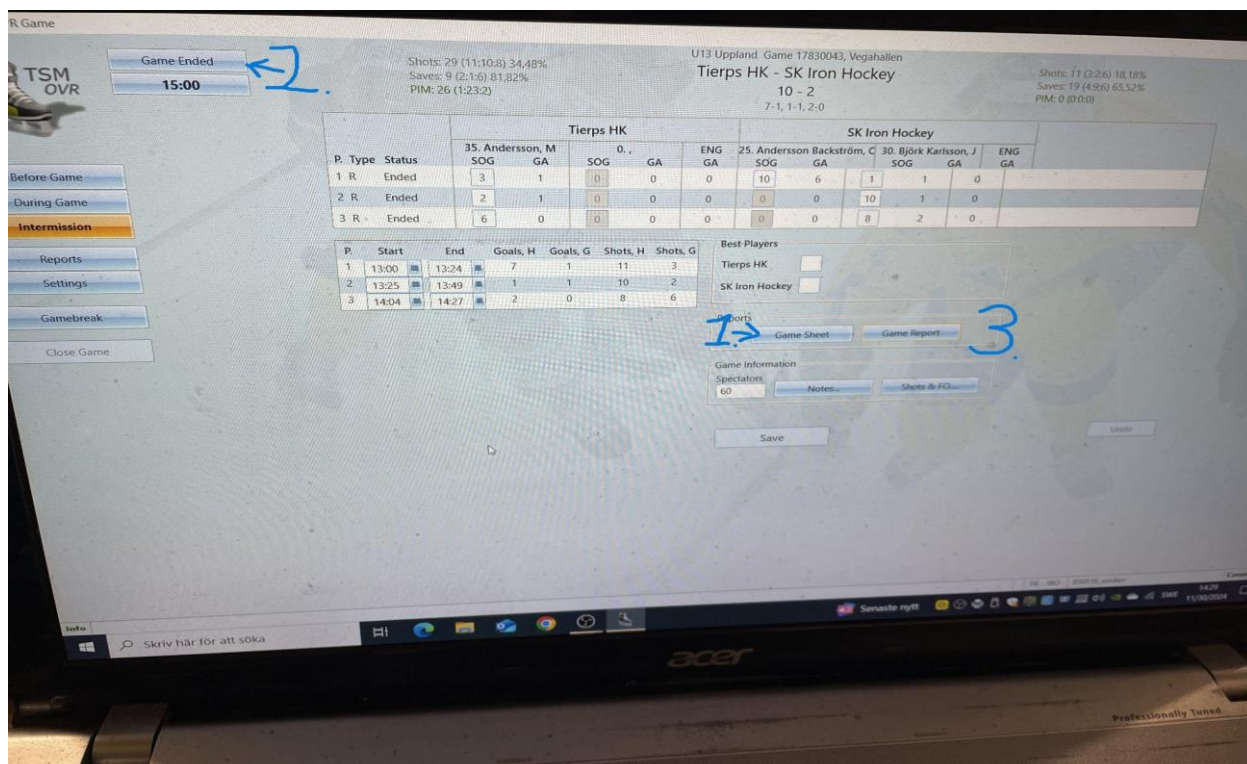 R Game
TSM
OVR
Game Ended
2.
15:00
Shots: 29 (11:10:8) 34,48%
Saves: 9 (2:1:6) 81,82%
PIM: 26 (1:23:2)
U13 Uppland Game 17830043, Vegahallen
Tierps HK - SK Iron Hockey
10 - 2
7-1, 1-1, 2-0
Shots: 11 (3:2:6) 18,18%
Saves: 19 (4:9:6) 65,52%
PIM: 0 (0:0:0)
Before Game
During Game
Intermission
Reports
Settings
Gamebreak
Close Game
Tierps HK SK Iron Hockey
35. Andersson, M 0. , ENG 25. Andersson Backström, C 30. Björk Karlsson, J ENG
P. Type Status SOG GA SOG GA GA SOG GA SOG GA GA
1 R Ended 3 1 0 0 0 10 6 1 1 0
2 R Ended 2 1 0 0 0 0 0 10 1 0
3 R Ended 6 0 0 0 0 0 0 8 2 0
P. Start End Goals, H Goals, G Shots, H Shots, G
1 13:00 13:24 7 1 11 3
2 13:25 13:49 1 1 10 2
3 14:04 14:27 2 0 8 6
Best Players
Tierps HK
SK Iron Hockey
Reports
1. Game Sheet Game Report 3.
Game Information
Spectators
60 Notes... Shots & FO...
Save Undo
Info
Skriv här för att söka
Senaste nytt
SWE
14:29
11/30/2024
acer
Professionally Tuned